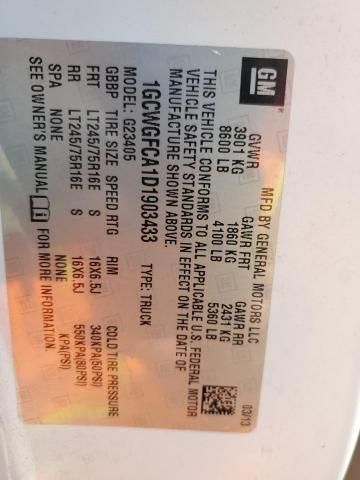 GM
MFD BY GENERAL MOTORS LLC 03/13
GVWR GAWR FRT GAWR RR
3901 KG 1860 KG 2431 KG
8600 LB 4100 LB 5360 LB
THIS VEHICLE CONFORMS TO ALL APPLICABLE U.S. FEDERAL MOTOR
VEHICLE SAFETY STANDARDS IN EFFECT ON THE DATE OF
MANUFACTURE SHOWN ABOVE.
1GCWGFCA1D1903433 TYPE: TRUCK
MODEL: G23405
GBBP TIRE SIZE SPEED RTG RIM COLD TIRE PRESSURE
FRT LT245/75R16E S 16X6.5J 340KPA(50PSI)
RR LT245/75R16E S 16X6.5J 550KPA(80PSI)
SPA NONE NONE KPA(PSI)
SEE OWNER'S MANUAL